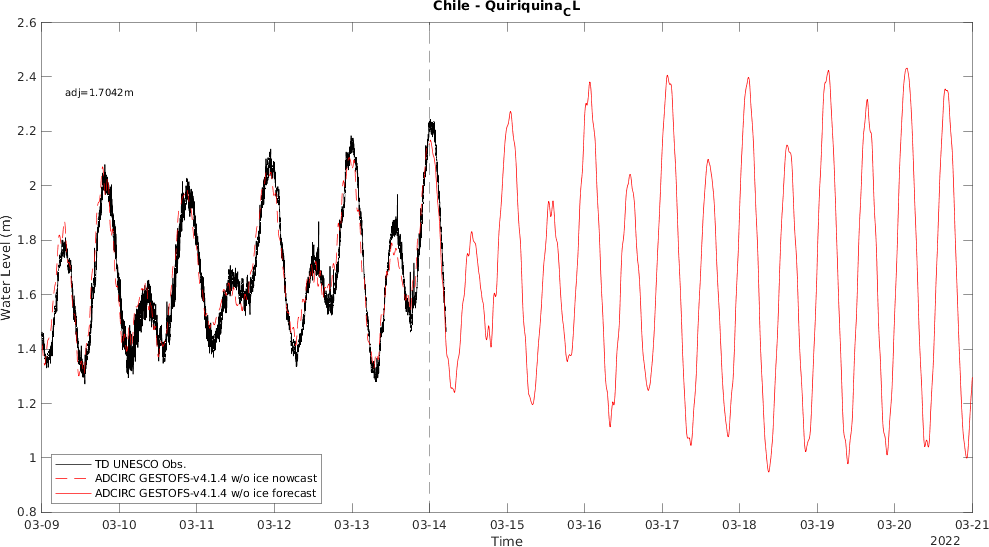 Chile - Quiriquina_CL
2.6
2.4
adj=1.7042m
2.2
2
1.8
1.6
1.4
1.2
1
0.8
Water Level (m)
TD UNESCO Obs.
ADCIRC GESTOFS-v4.1.4 w/o ice nowcast
ADCIRC GESTOFS-v4.1.4 w/o ice forecast
03-09 03-10 03-11 03-12 03-13 03-14 03-15 03-16 03-17 03-18 03-19 03-20 03-21
Time
2022